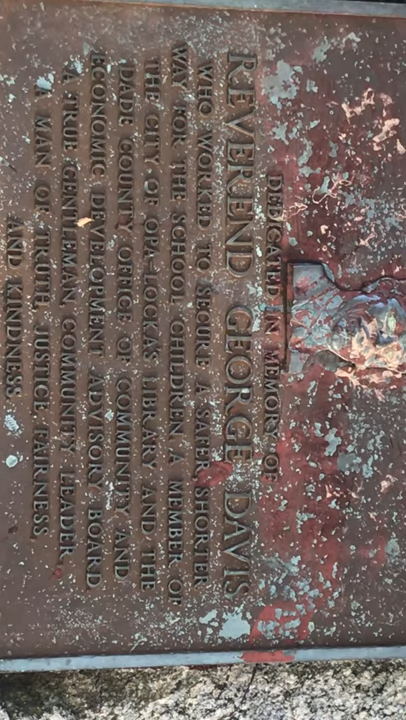 DEDICATED IN MEMORY OF
REVEREND GEORGE DAVIS
WHO WORKED TO SECURE A SAFER, SHORTER
WAY FOR THE SCHOOL CHILDREN, A MEMBER OF
THE CITY OF OPA-LOCKA'S LIBRARY AND THE
DADE COUNTY OFFICE OF COMMUNITY AND
ECONOMIC DEVELOPMENT ADVISORY BOARD.
A TRUE GENTLEMAN, COMMUNITY LEADER,
A MAN OF TRUTH, JUSTICE, FAIRNESS,
AND KINDNESS.